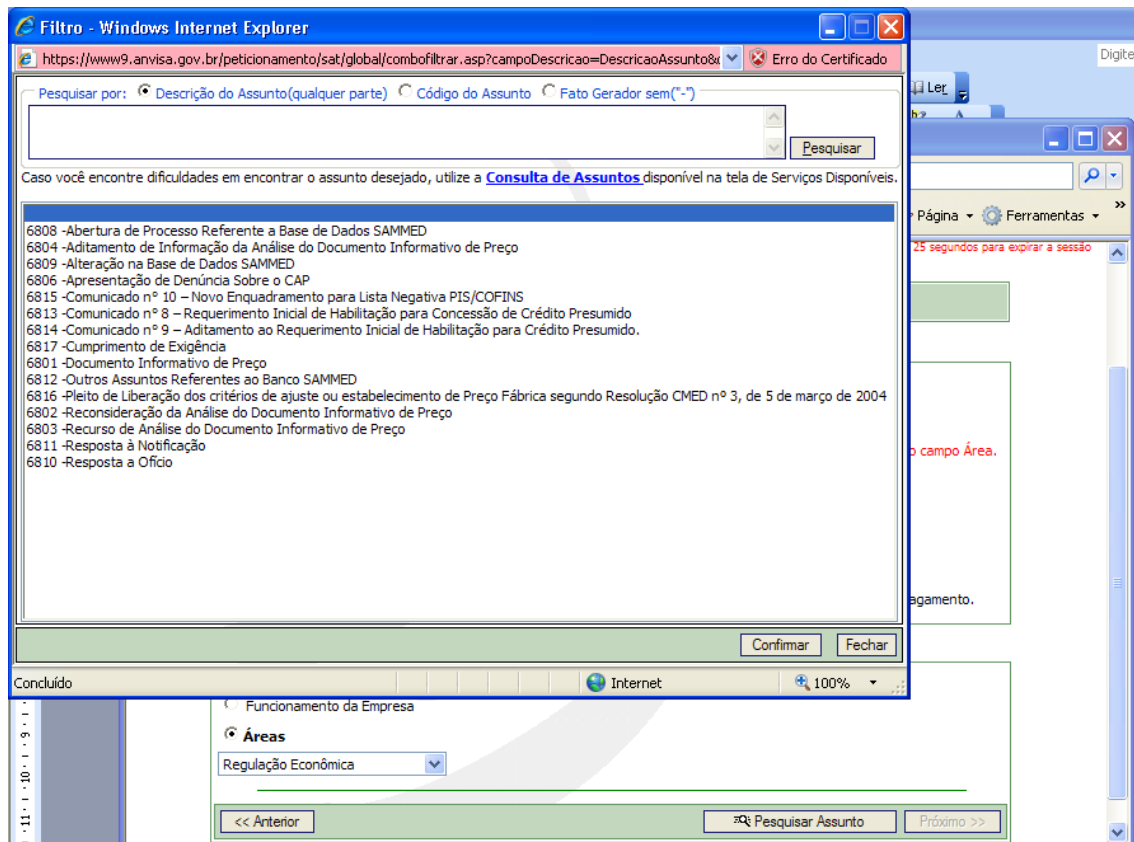 Filtro - Windows Internet Explorer
https://www9.anvisa.gov.br/peticionamento/sat/global/combofiltrar.asp?campoDescricao=DescricaoAssunto&
Erro do Certificado
Digite
Ler
Pesquisar por: Descrição do Assunto(qualquer parte) Código do Assunto Fato Gerador sem("-")
Pesquisar
Caso você encontre dificuldades em encontrar o assunto desejado, utilize a Consulta de Assuntos disponível na tela de Serviços Disponíveis.
Página Ferramentas »
25 segundos para expirar a sessão
6808 -Abertura de Processo Referente a Base de Dados SAMMED
6804 -Aditamento de Informação da Análise do Documento Informativo de Preço
6809 -Alteração na Base de Dados SAMMED
6806 -Apresentação de Denúncia Sobre o CAP
6815 -Comunicado nº 10 – Novo Enquadramento para Lista Negativa PIS/COFINS
6813 -Comunicado nº 8 – Requerimento Inicial de Habilitação para Concessão de Crédito Presumido
6814 -Comunicado nº 9 – Aditamento ao Requerimento Inicial de Habilitação para Crédito Presumido.
6817 -Cumprimento de Exigência
6801 -Documento Informativo de Preço
6812 -Outros Assuntos Referentes ao Banco SAMMED
6816 -Pleito de Liberação dos critérios de ajuste ou estabelecimento de Preço Fábrica segundo Resolução CMED nº 3, de 5 de março de 2004
6802 -Reconsideração da Análise do Documento Informativo de Preço
6803 -Recurso de Análise do Documento Informativo de Preço
6811 -Resposta à Notificação
6810 -Resposta a Ofício
o campo Área.
agamento.
Confirmar Fechar
Concluído Internet 100%
Funcionamento da Empresa
Áreas
Regulação Econômica
<< Anterior Pesquisar Assunto Próximo >>
9 10 11